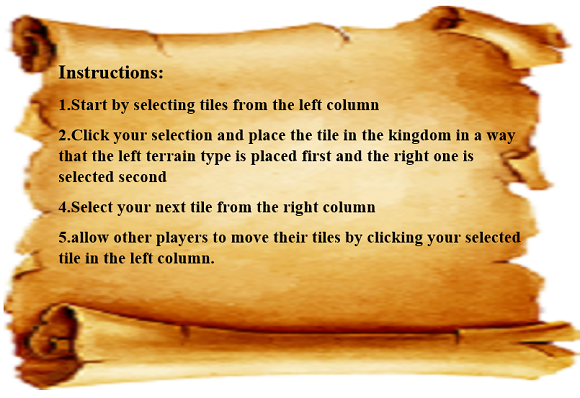 Instructions:
1.Start by selecting tiles from the left column
2.Click your selection and place the tile in the kingdom in a way
that the left terrain type is placed first and the right one is
selected second
4.Select your next tile from the right column
5.allow other players to move their tiles by clicking your selected
tile in the left column.